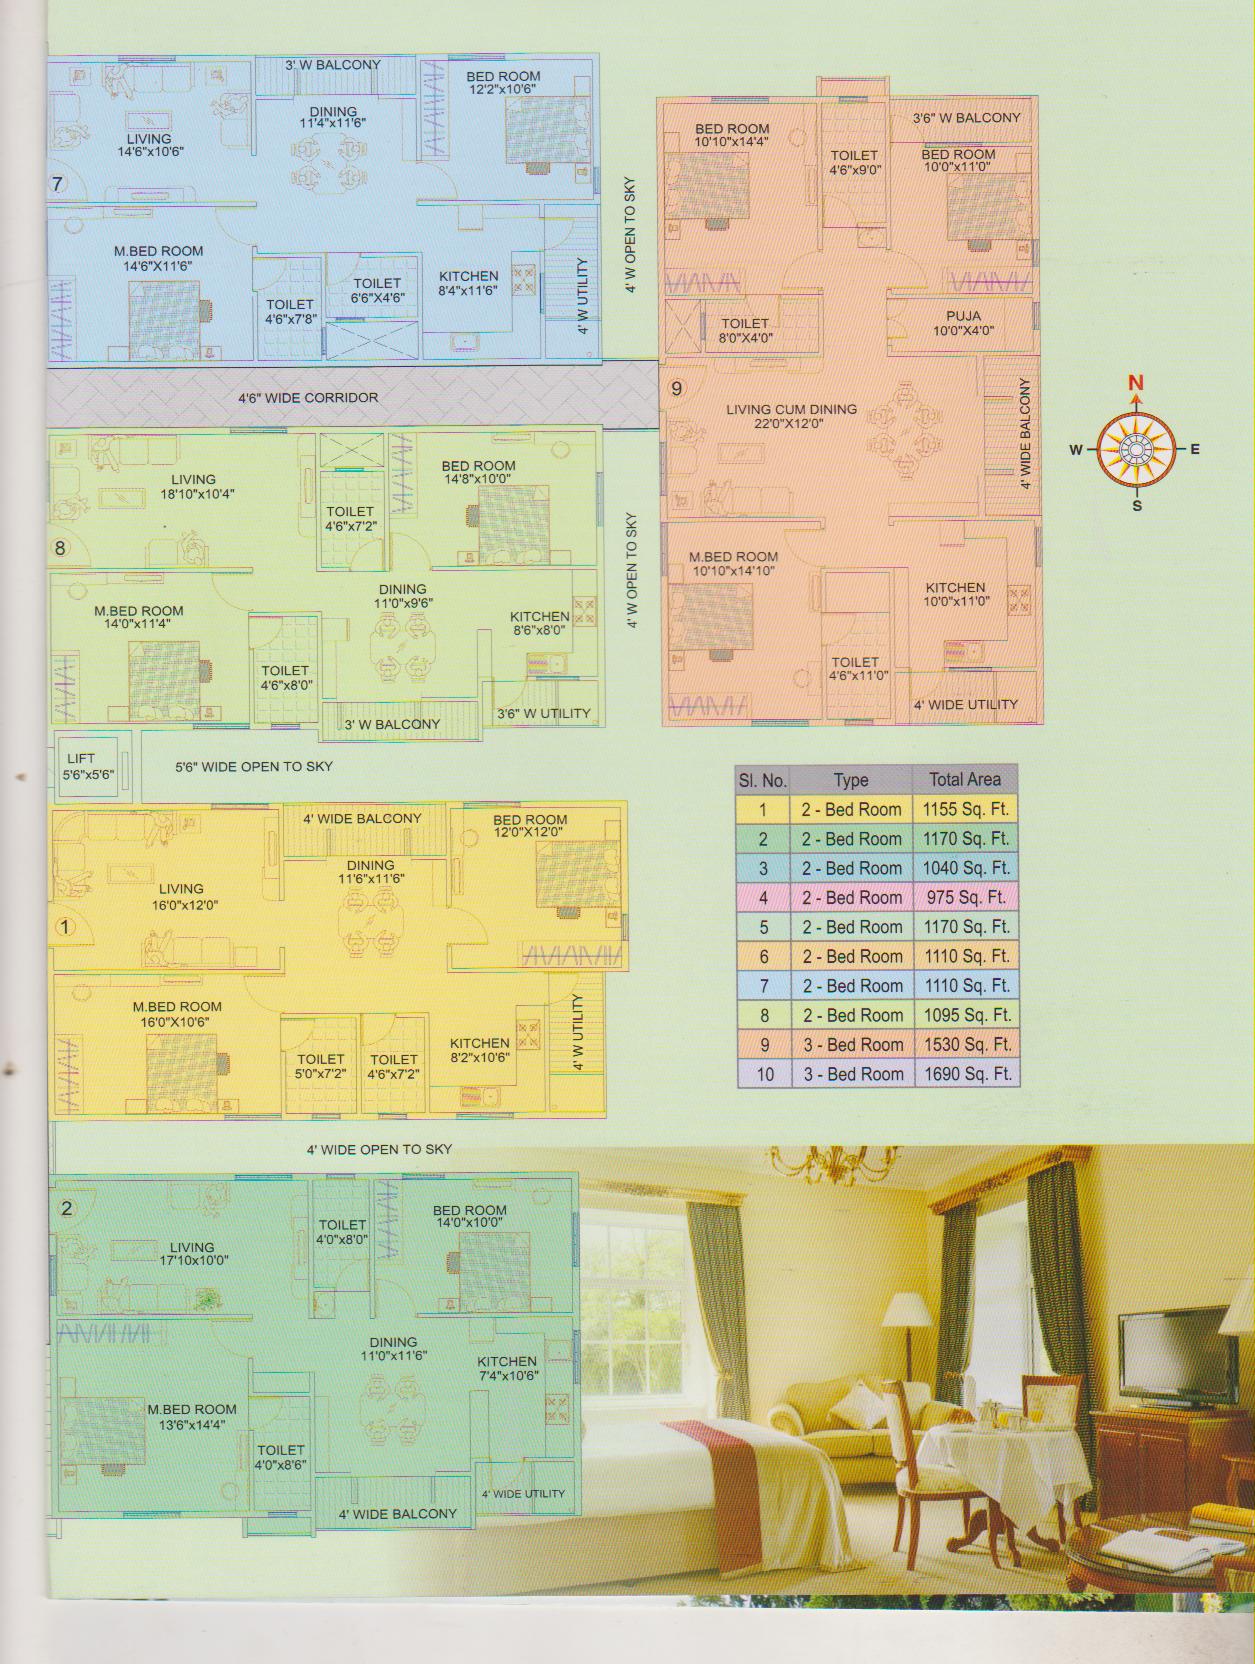 3' W BALCONY
BED ROOM
12'2"x10'6"
DINING
11'4"x11'6"
LIVING
14'6"x10'6"
7
M.BED ROOM
14'6"X11'6"
TOILET
4'6"x7'8"
TOILET
6'6"X4'6"
KITCHEN
8'4"x11'6"
4' W UTILITY
4' W OPEN TO SKY
4'6" WIDE CORRIDOR
BED ROOM
10'10"x14'4"
TOILET
4'6"x9'0"
3'6" W BALCONY
BED ROOM
10'0"x11'0"
TOILET
8'0"X4'0"
PUJA
10'0"X4'0"
9
LIVING CUM DINING
22'0"X12'0"
4' WIDE BALCONY
M.BED ROOM
10'10"x14'10"
KITCHEN
10'0"x11'0"
TOILET
4'6"x11'0"
4' WIDE UTILITY
N
W
E
S
LIVING
18'10"x10'4"
TOILET
4'6"x7'2"
BED ROOM
14'8"x10'0"
8
4' W OPEN TO SKY
M.BED ROOM
14'0"x11'4"
DINING
11'0"x9'6"
KITCHEN
8'6"x8'0"
TOILET
4'6"x8'0"
3' W BALCONY
3'6" W UTILITY
LIFT
5'6"x5'6"
5'6" WIDE OPEN TO SKY
4' WIDE BALCONY
BED ROOM
12'0"X12'0"
DINING
11'6"x11'6"
LIVING
16'0"x12'0"
1
M.BED ROOM
16'0"X10'6"
TOILET
5'0"x7'2"
TOILET
4'6"x7'2"
KITCHEN
8'2"x10'6"
4' W UTILITY
Sl. No. Type Total Area
1 2 - Bed Room 1155 Sq. Ft.
2 2 - Bed Room 1170 Sq. Ft.
3 2 - Bed Room 1040 Sq. Ft.
4 2 - Bed Room 975 Sq. Ft.
5 2 - Bed Room 1170 Sq. Ft.
6 2 - Bed Room 1110 Sq. Ft.
7 2 - Bed Room 1110 Sq. Ft.
8 2 - Bed Room 1095 Sq. Ft.
9 3 - Bed Room 1530 Sq. Ft.
10 3 - Bed Room 1690 Sq. Ft.
4' WIDE OPEN TO SKY
2
LIVING
17'10x10'0"
TOILET
4'0"x8'0"
BED ROOM
14'0"x10'0"
DINING
11'0"x11'6"
KITCHEN
7'4"x10'6"
M.BED ROOM
13'6"x14'4"
TOILET
4'0"x8'6"
4' WIDE BALCONY
4' WIDE UTILITY